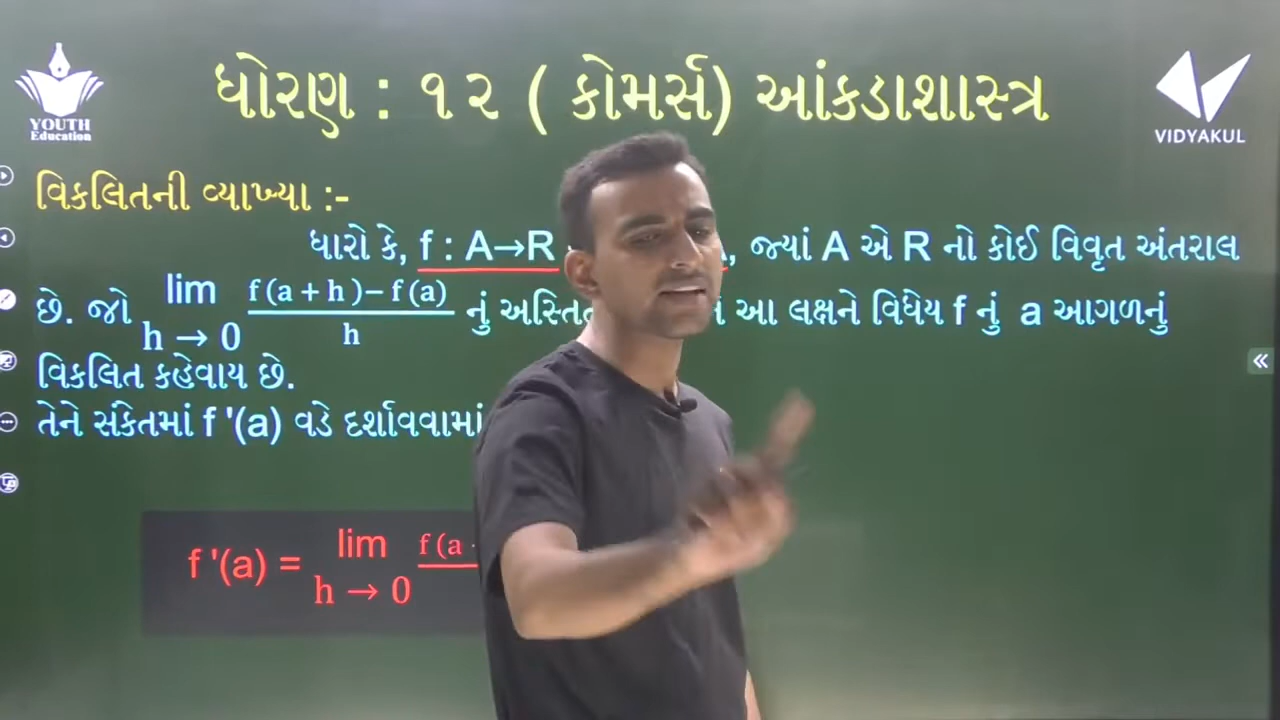 YOUTH
Education
ધોરણ : ૧૨ ( કોમર્સ) આંકડાશાસ્ત્ર
VIDYAKUL
વિકલિતની વ્યાખ્યા :-
ધારો કે, f : A→R , જ્યાં A એ R નો કોઈ વિવૃત અંતરાલ
છે. જો lim h → 0 f(a + h) – f(a) / h નું આ લક્ષને વિધેય f નું a આગળનું
વિકલિત કહેવાય છે.
તેને સંકેતમાં f '(a) વડે દર્શાવવામાં
f '(a) = lim h → 0 f(a